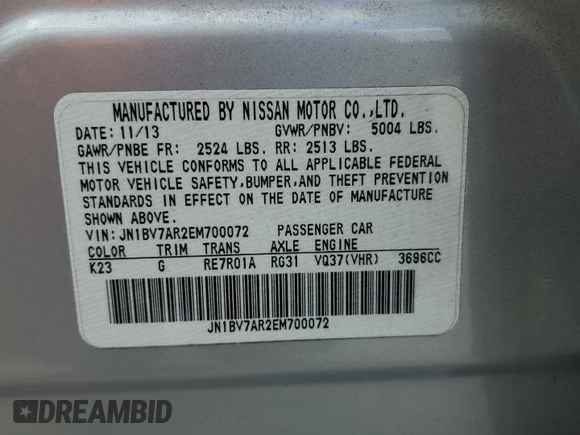 MANUFACTURED BY NISSAN MOTOR CO.,LTD.
DATE: 11/13 GVWR/PNBV: 5004 LBS.
GAWR/PNBE FR: 2524 LBS. RR: 2513 LBS.
THIS VEHICLE CONFORMS TO ALL APPLICABLE FEDERAL
MOTOR VEHICLE SAFETY,BUMPER,AND THEFT PREVENTION
STANDARDS IN EFFECT ON THE DATE OF MANUFACTURE
SHOWN ABOVE.
VIN: JN1BV7AR2EM700072 PASSENGER CAR
COLOR TRIM TRANS AXLE ENGINE
K23 G RE7R01A RG31 VQ37(VHR) 3696CC
JN1BV7AR2EM700072
DREAMBID